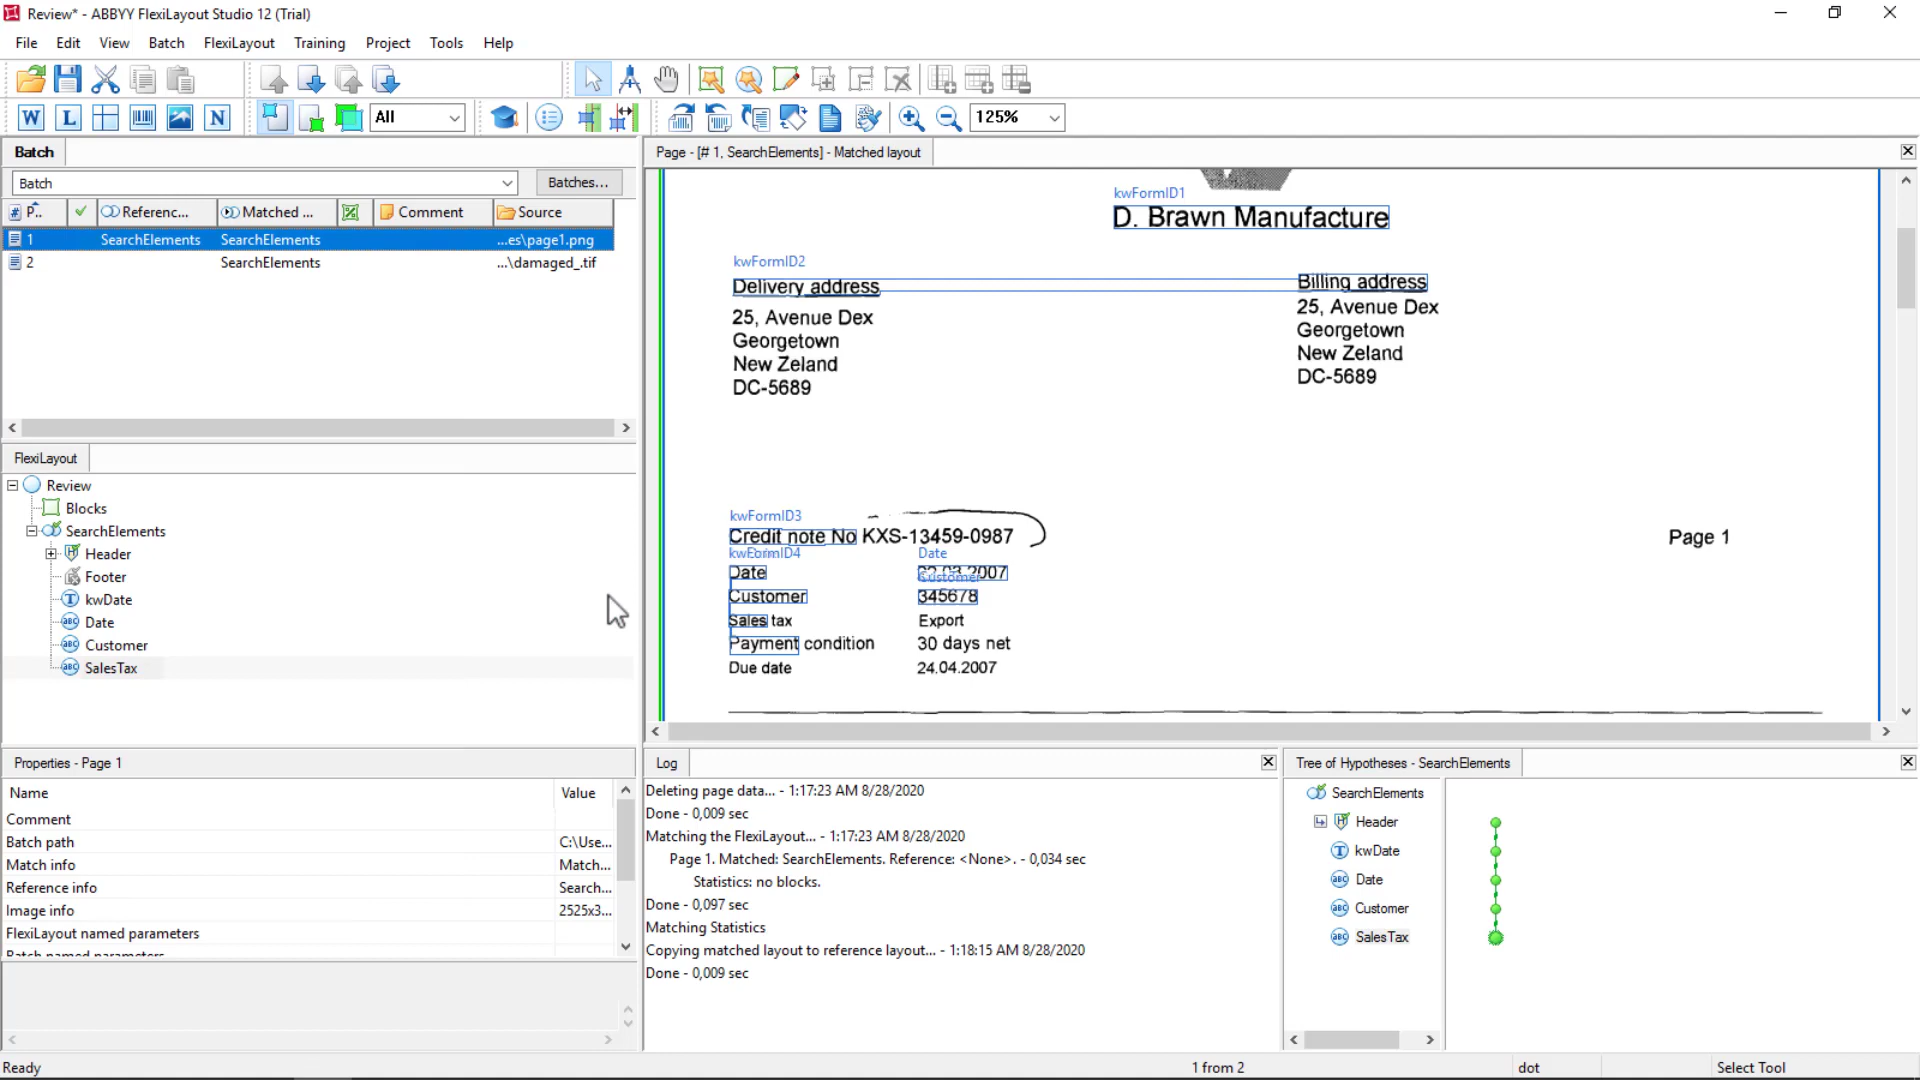 Review* - ABBYY FlexiLayout Studio 12 (Trial)
File Edit View Batch FlexiLayout Training Project Tools Help
W L N All 125%
Batch
Page - [# 1, SearchElements] - Matched layout
Batch Batches...
# P.. Referenc... Matched ... Comment Source
1 SearchElements SearchElements ...es\page1.png
2 SearchElements ...\damaged_.tif
kwFormID1
D. Brawn Manufacture
kwFormID2
Delivery address Billing address
25, Avenue Dex 25, Avenue Dex
Georgetown Georgetown
New Zeland New Zeland
DC-5689 DC-5689
kwFormID3
Credit note No KXS-13459-0987 Page 1
kwFormID4 Date
Date 02.03.2007
Customer
Customer 345678
Sales tax Export
Payment condition 30 days net
Due date 24.04.2007
FlexiLayout
Review
Blocks
SearchElements
Header
Footer
kwDate
Date
Customer
SalesTax
Properties - Page 1
Name Value
Comment
Batch path C:\Use...
Match info Match...
Reference info Search...
Image info 2525x3...
FlexiLayout named parameters
Batch named parameters
Log
Deleting page data... - 1:17:23 AM 8/28/2020
Done - 0,009 sec
Matching the FlexiLayout... - 1:17:23 AM 8/28/2020
Page 1. Matched: SearchElements. Reference: <None>. - 0,034 sec
Statistics: no blocks.
Done - 0,097 sec
Matching Statistics
Copying matched layout to reference layout... - 1:18:15 AM 8/28/2020
Done - 0,009 sec
Tree of Hypotheses - SearchElements
SearchElements
Header
kwDate
Date
Customer
SalesTax
Ready 1 from 2 dot Select Tool